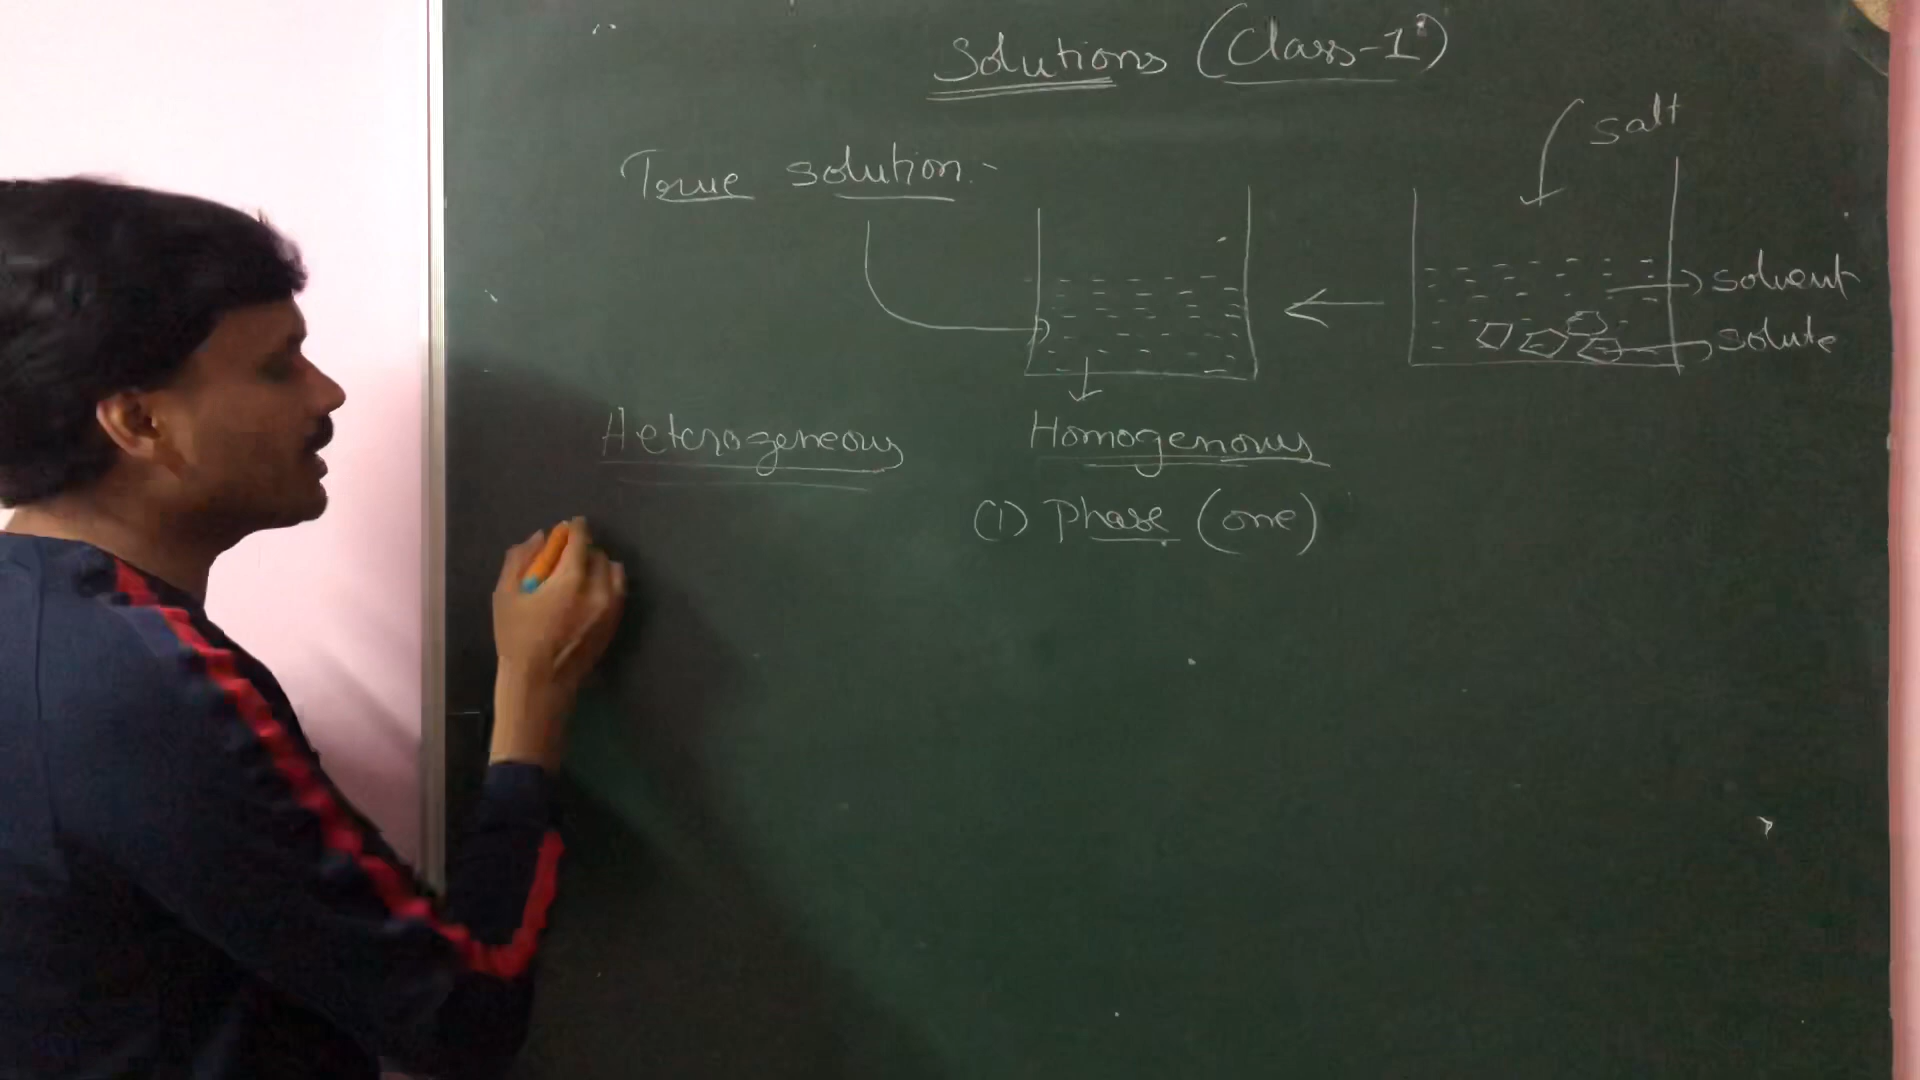 Solutions (Class-1)
True solution:-
salt
solvent
solute
Heterogeneous
Homogenous
(1) Phase (one)